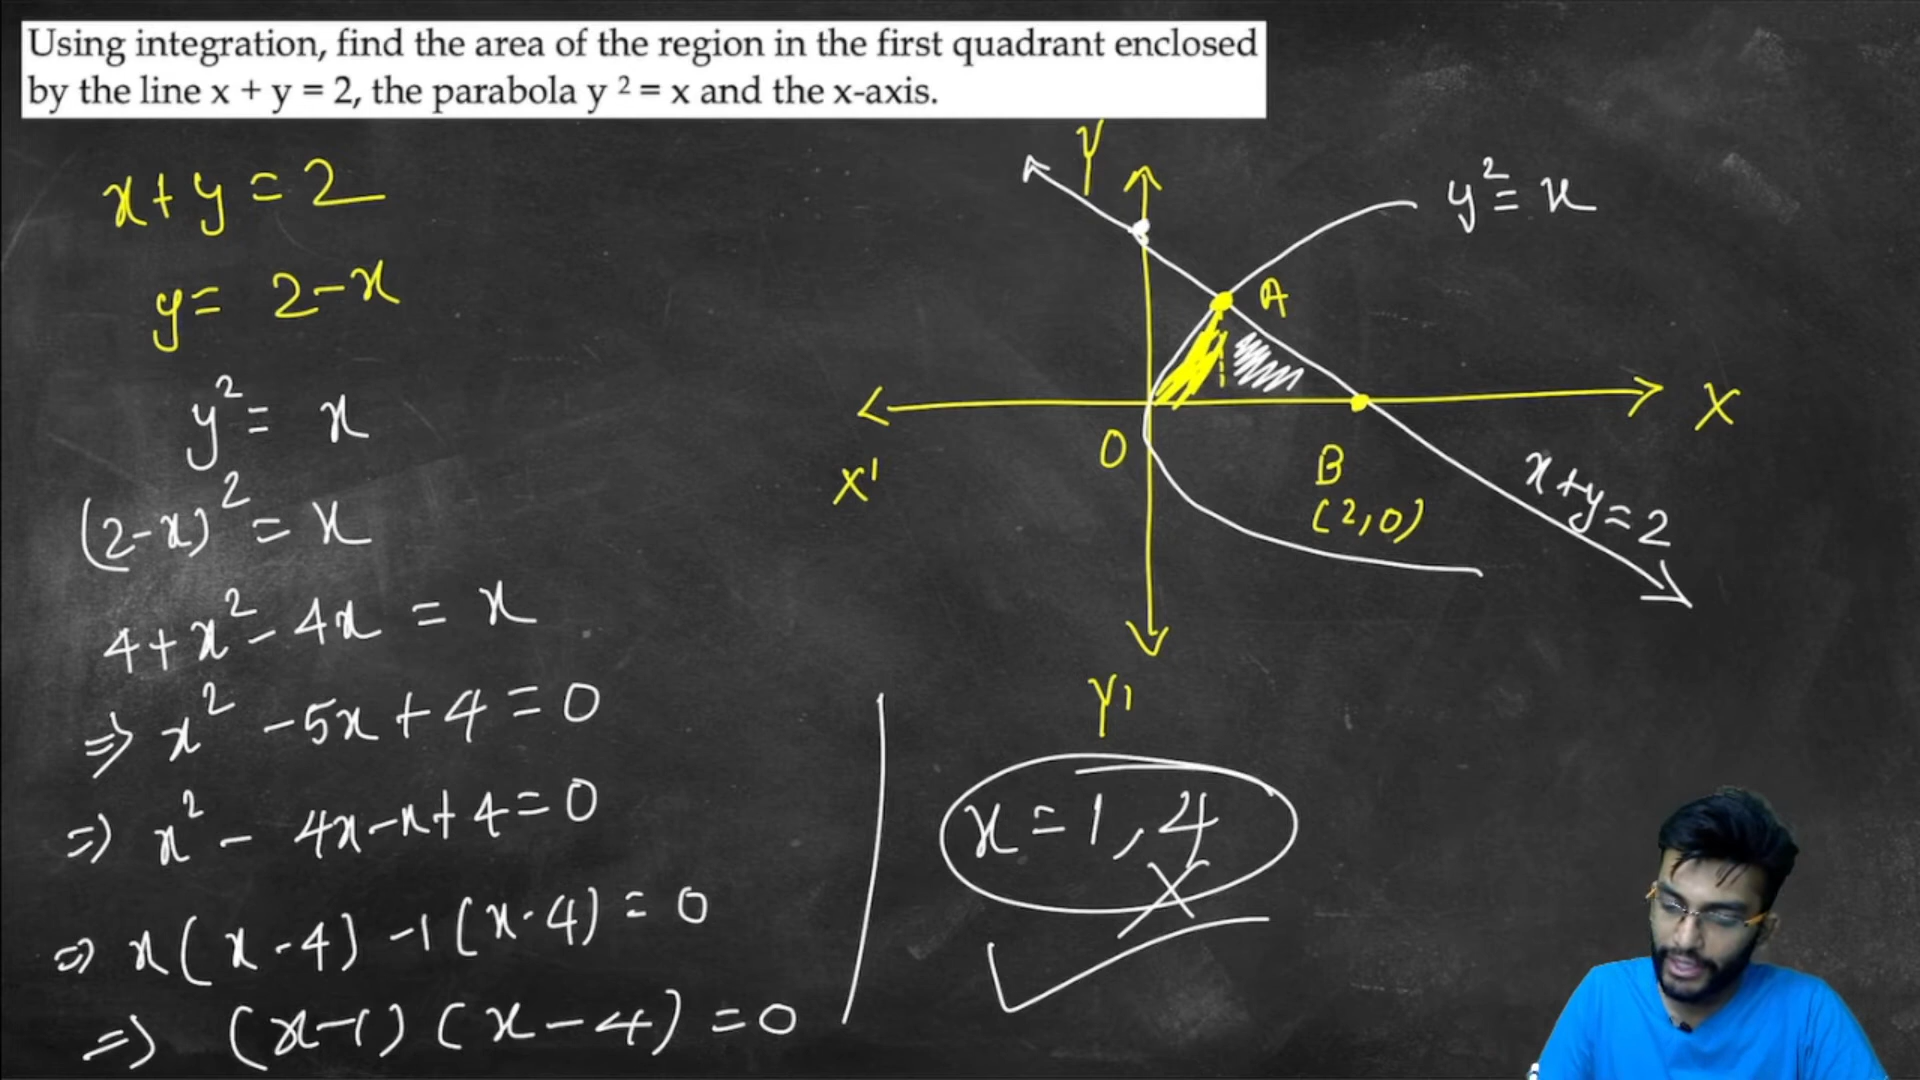 Using integration, find the area of the region in the first quadrant enclosed
by the line x + y = 2, the parabola y ² = x and the x-axis.
x+y=2
y= 2-x
y²= x
(2-x)²=x
4+x²-4x = x
⇒ x² -5x+4=0
⇒ x² - 4x-x+4=0
⇒ x(x-4) -1(x-4)=0
⇒ (x-1)(x-4)=0
Y
y²=x
A
X
O
X'
B
(2,0)
x+y=2
Y'
x=1,4